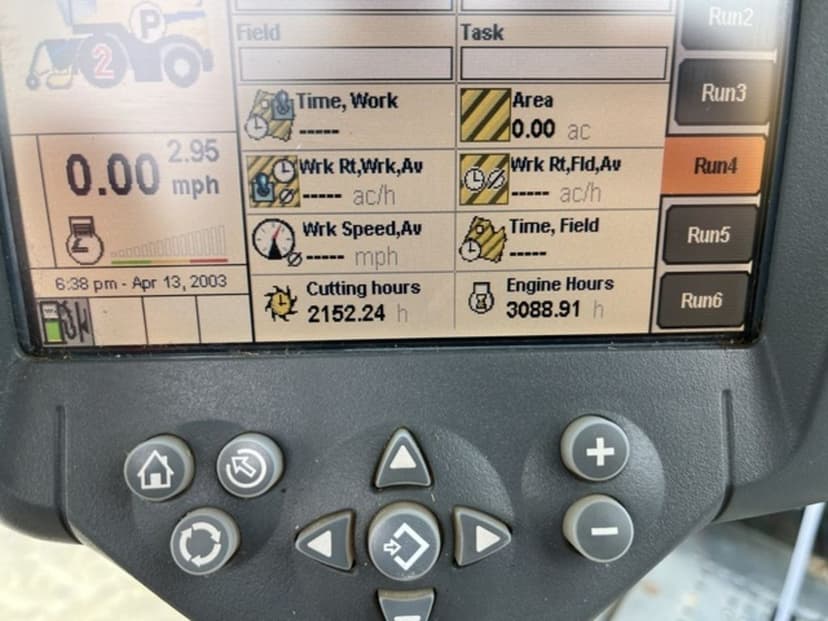 P
2
0.00
2.95
mph
6:38 pm - Apr 13, 2003
Field
Task
Time, Work
-----
Area
0.00 ac
Wrk Rt,Wrk,Av
----- ac/h
Wrk Rt,Fld,Av
----- ac/h
Wrk Speed,Av
----- mph
Time, Field
-----
Cutting hours
2152.24 h
Engine Hours
3088.91 h
Run2
Run3
Run4
Run5
Run6